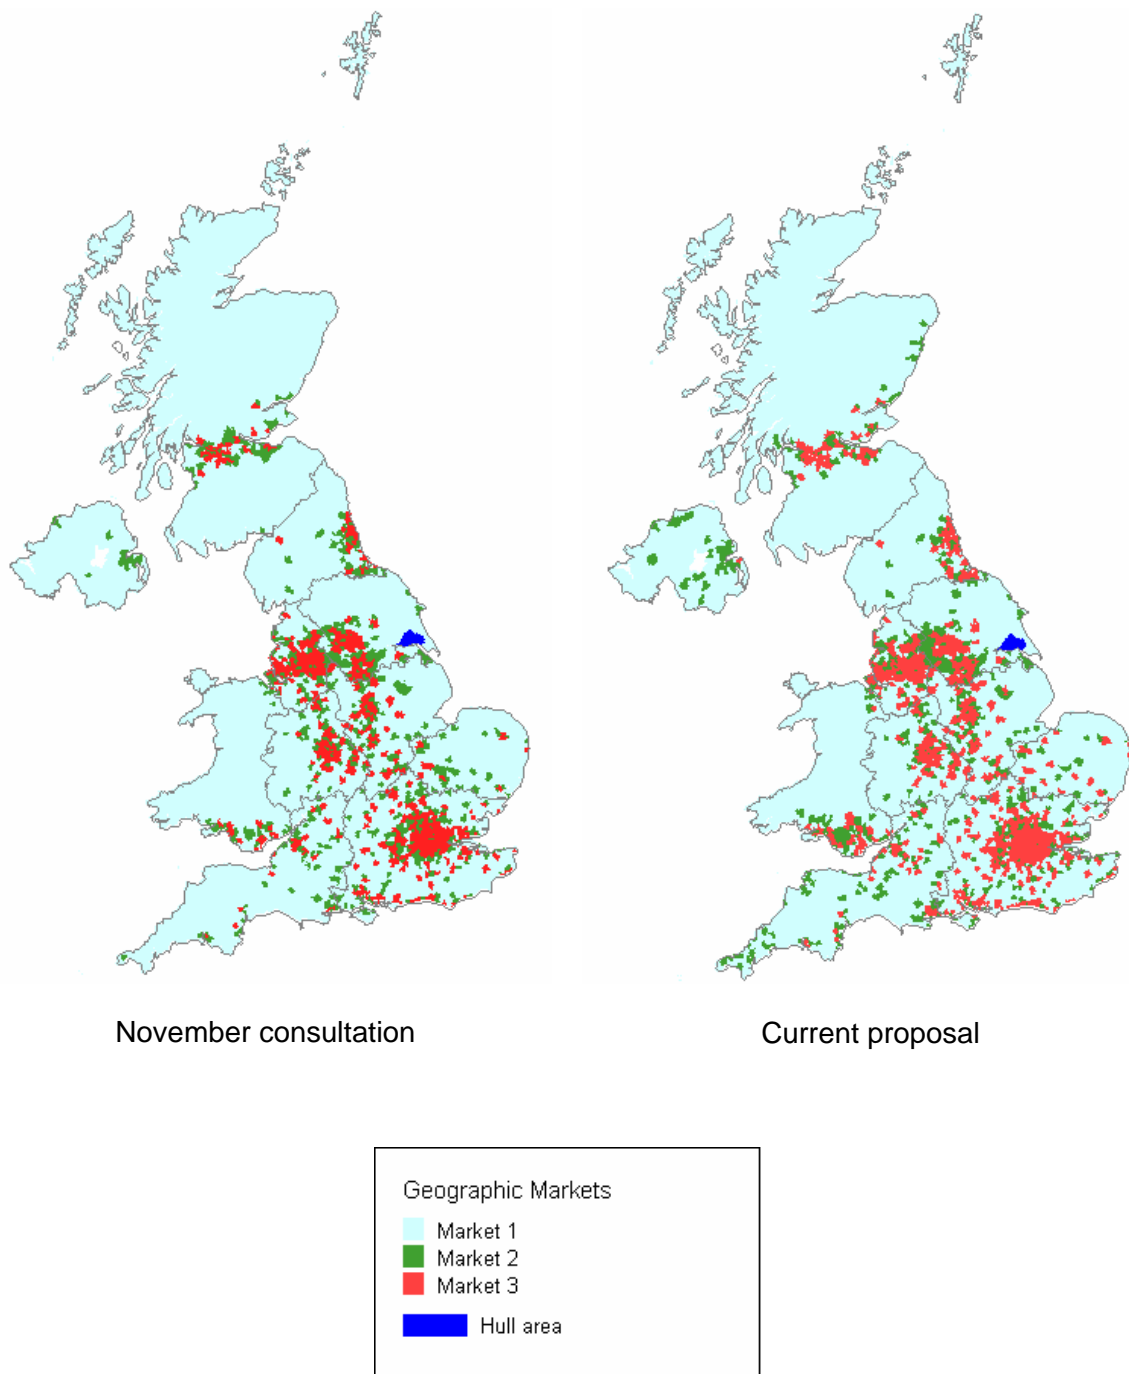 November consultation
Current proposal
Geographic Markets
Market 1
Market 2
Market 3
Hull area